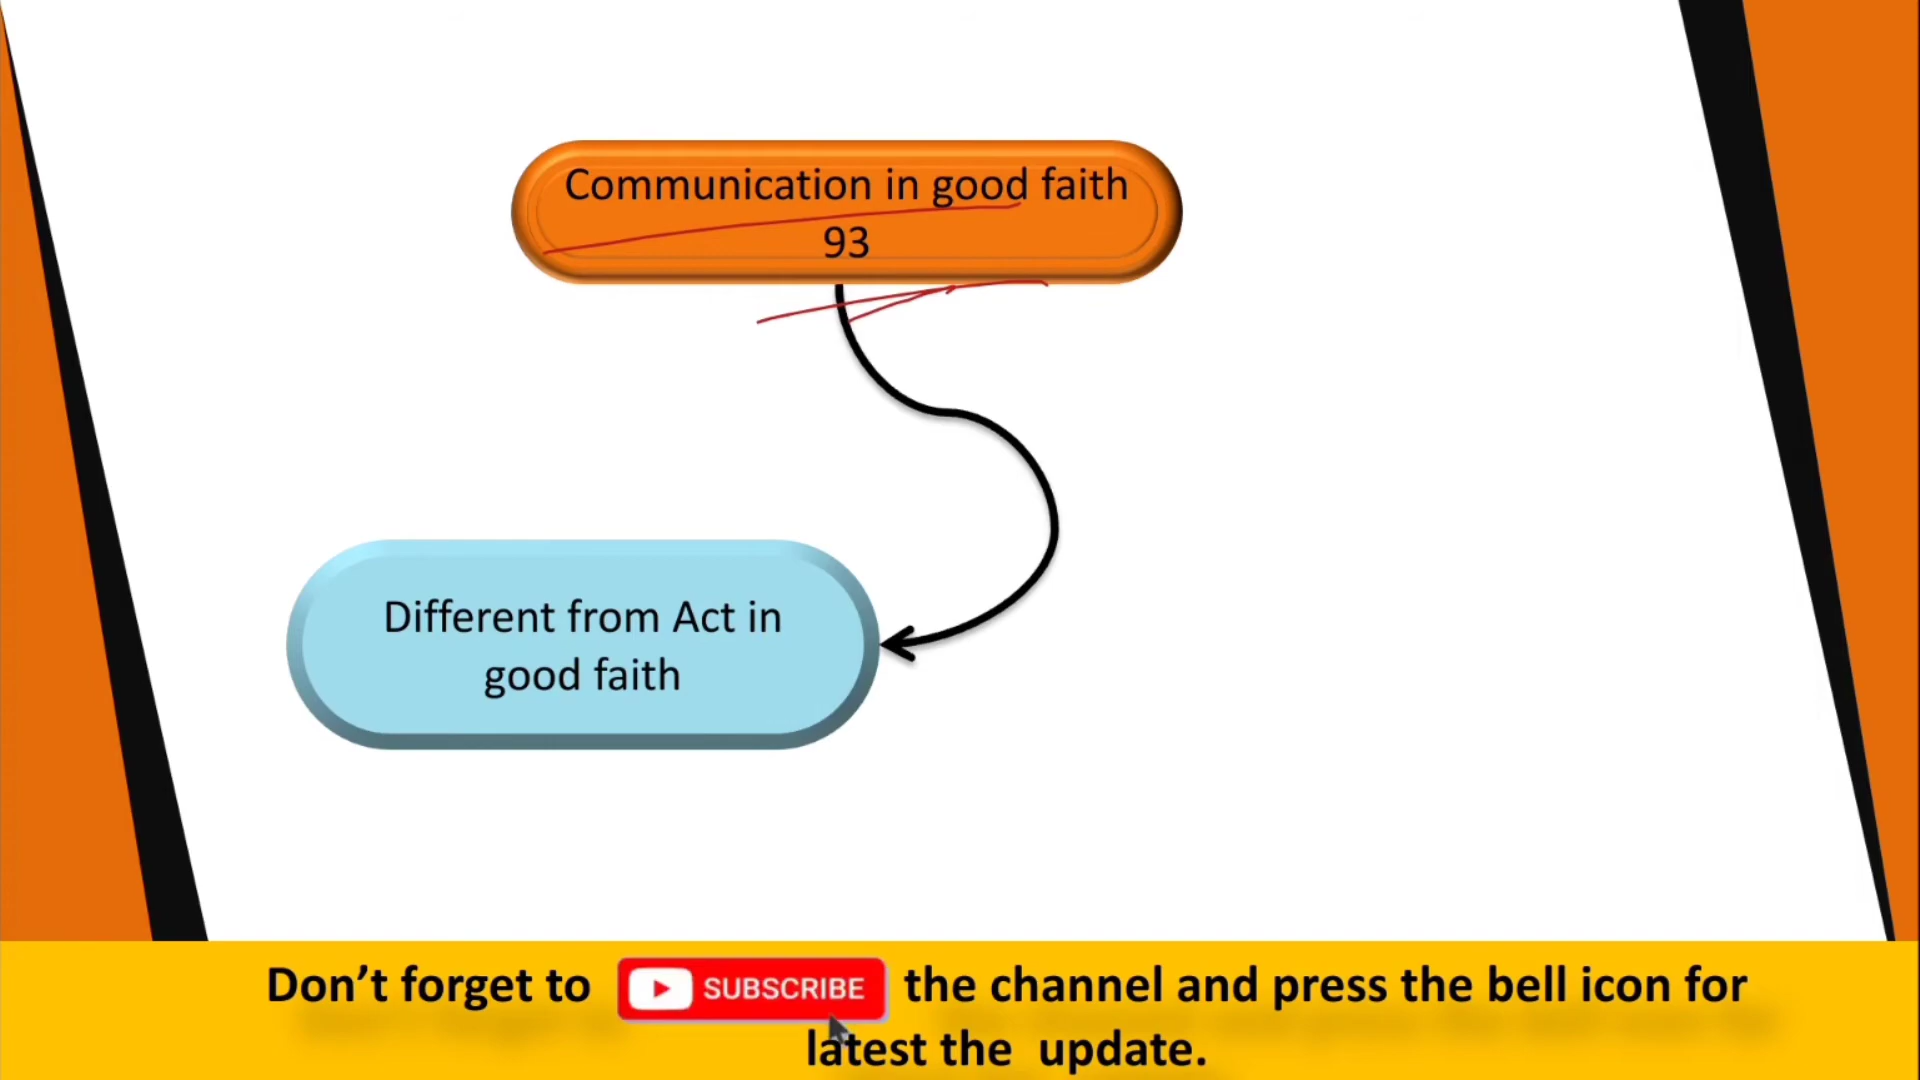 Communication in good faith
93
Different from Act in
good faith
Don’t forget to SUBSCRIBE the channel and press the bell icon for
latest the update.